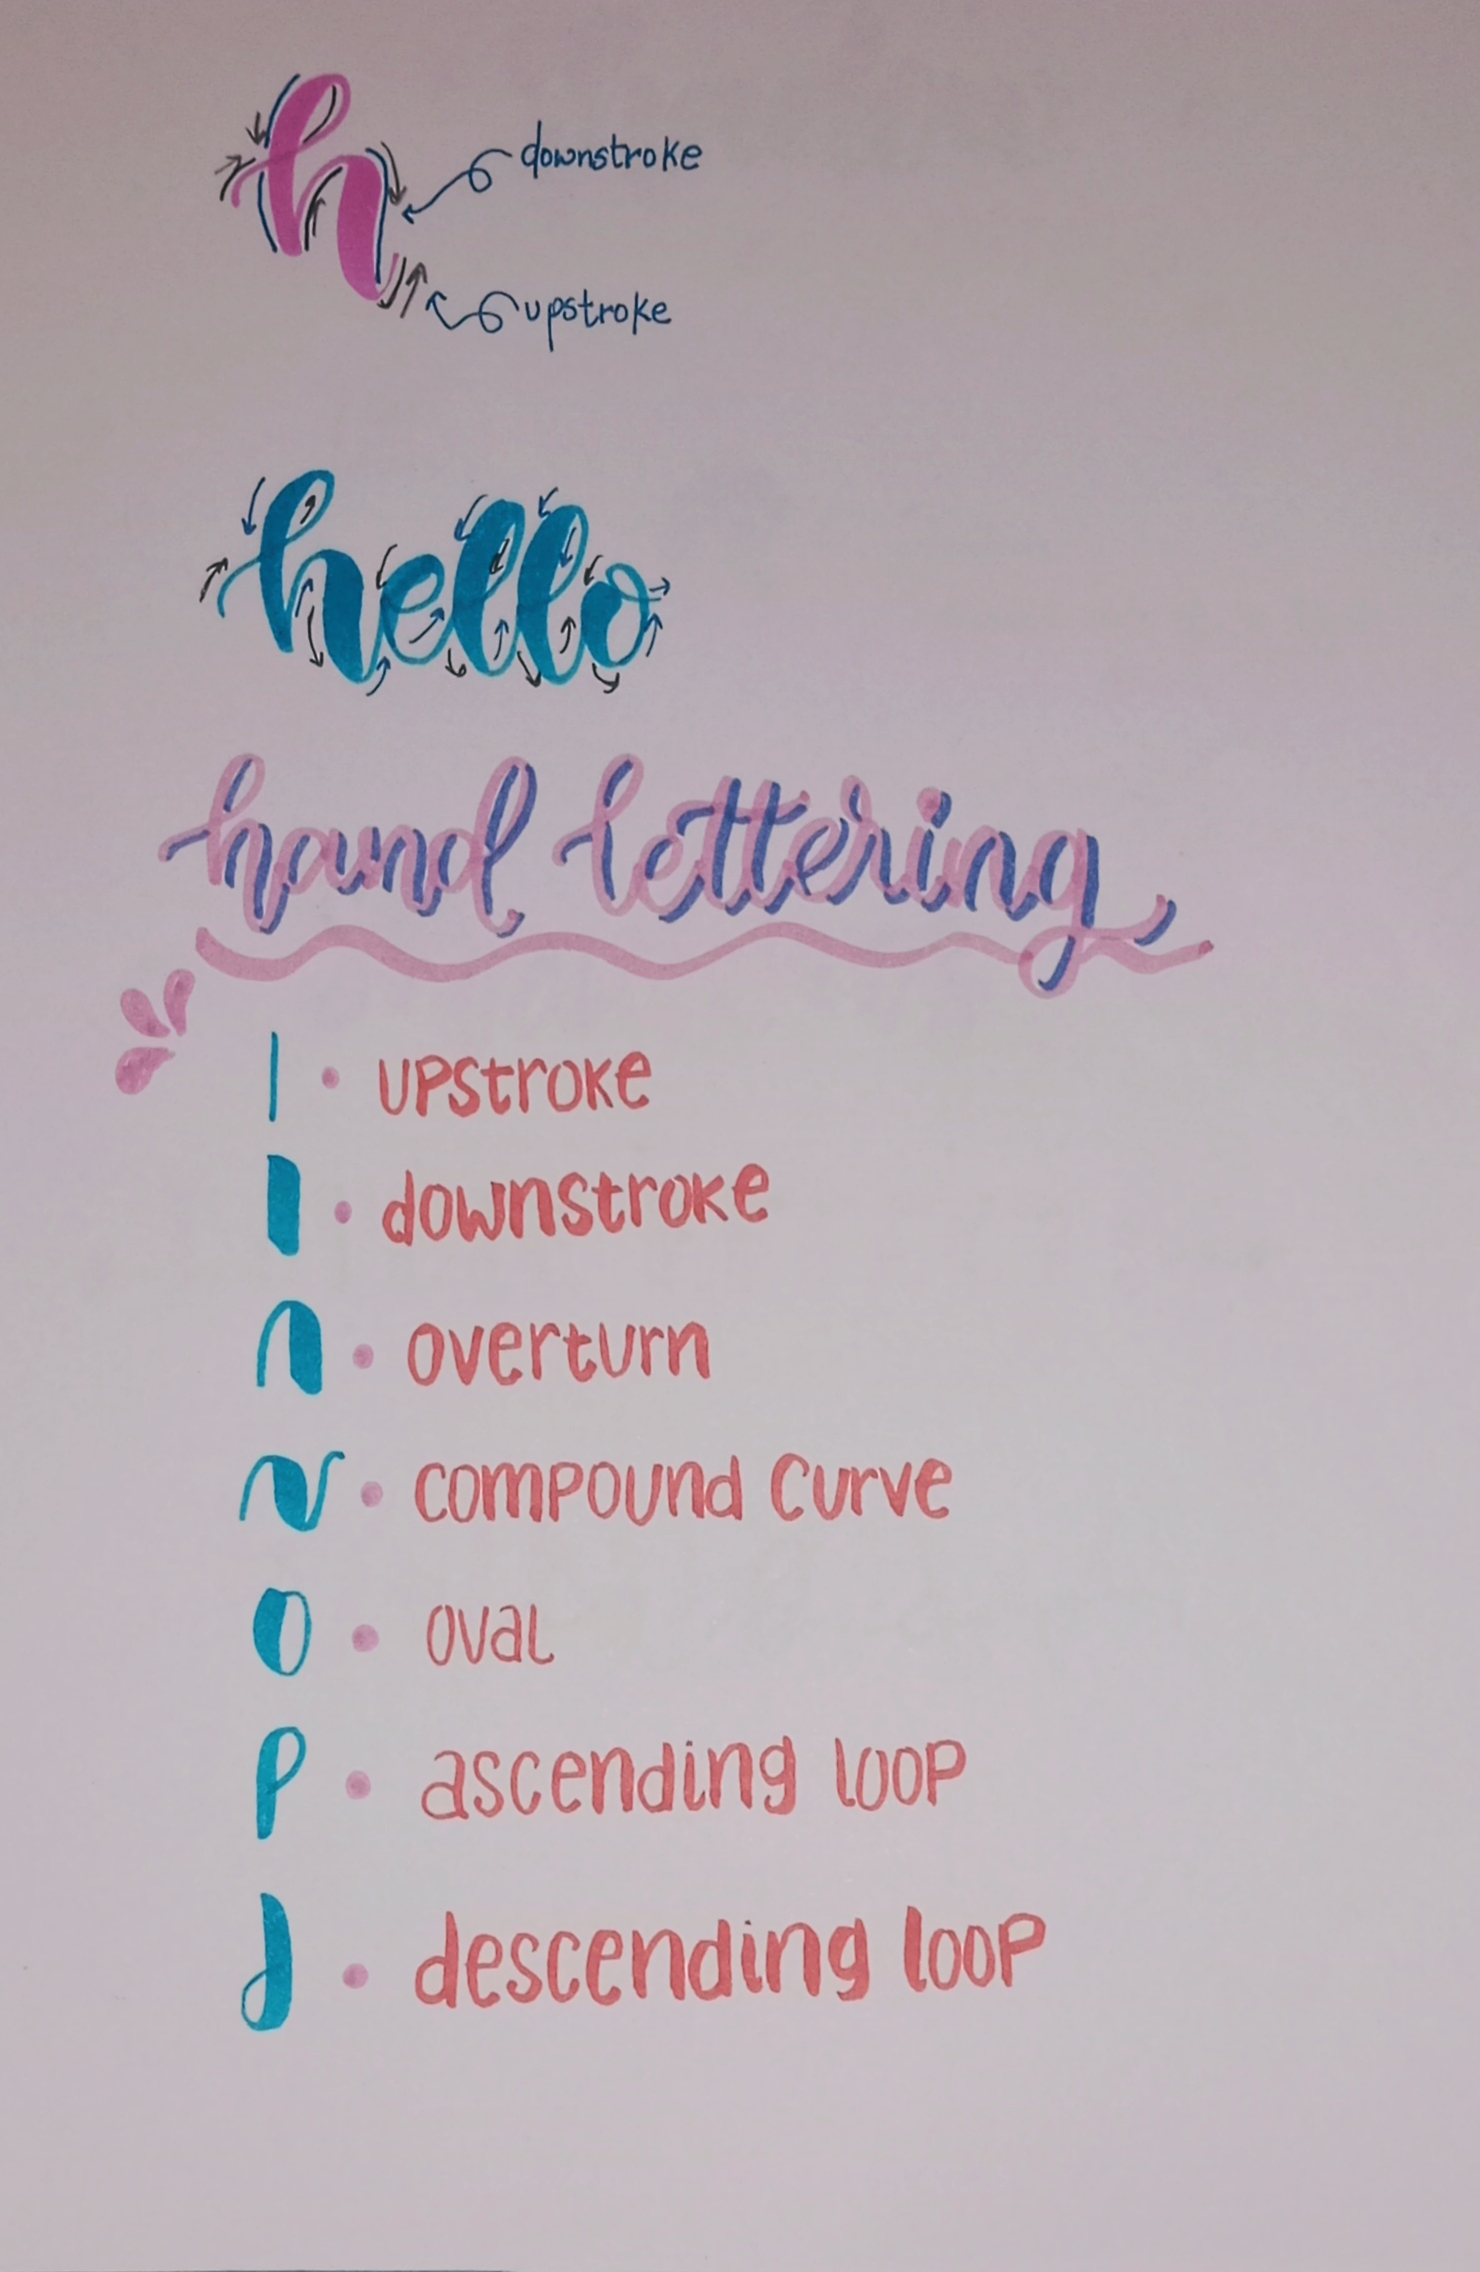 h
downstroke
upstroke
hello
hand lettering
upstroke
downstroke
overturn
compound curve
oval
ascending loop
descending loop